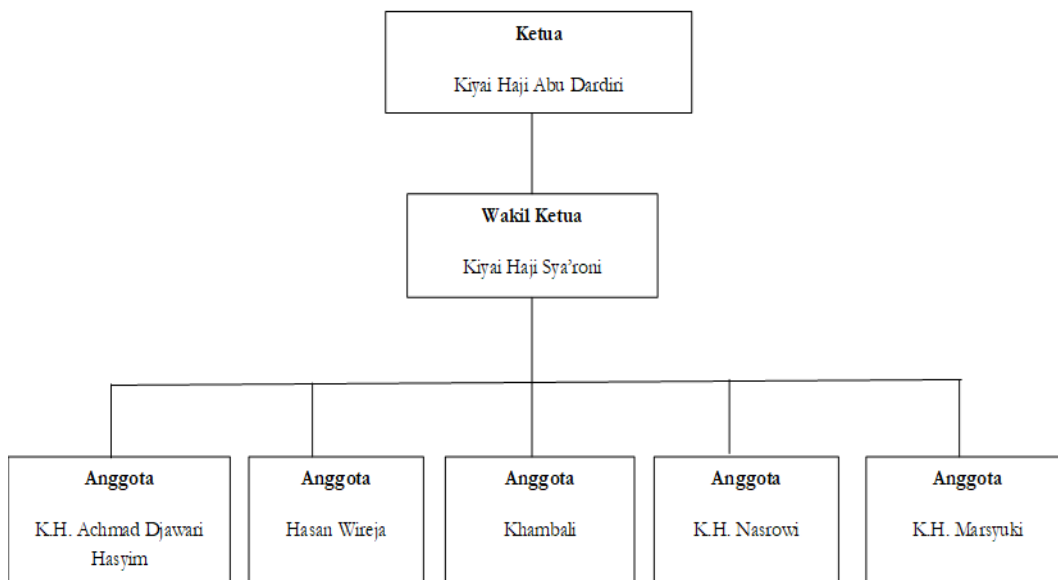 Ketua
Kiyai Haji Abu Dardiri
Wakil Ketua
Kiyai Haji Sya’roni
Anggota
K.H. Achmad Djawari
Hasyim
Anggota
Hasan Wireja
Anggota
Khambali
Anggota
K.H. Nasrowi
Anggota
K.H. Marsyuki